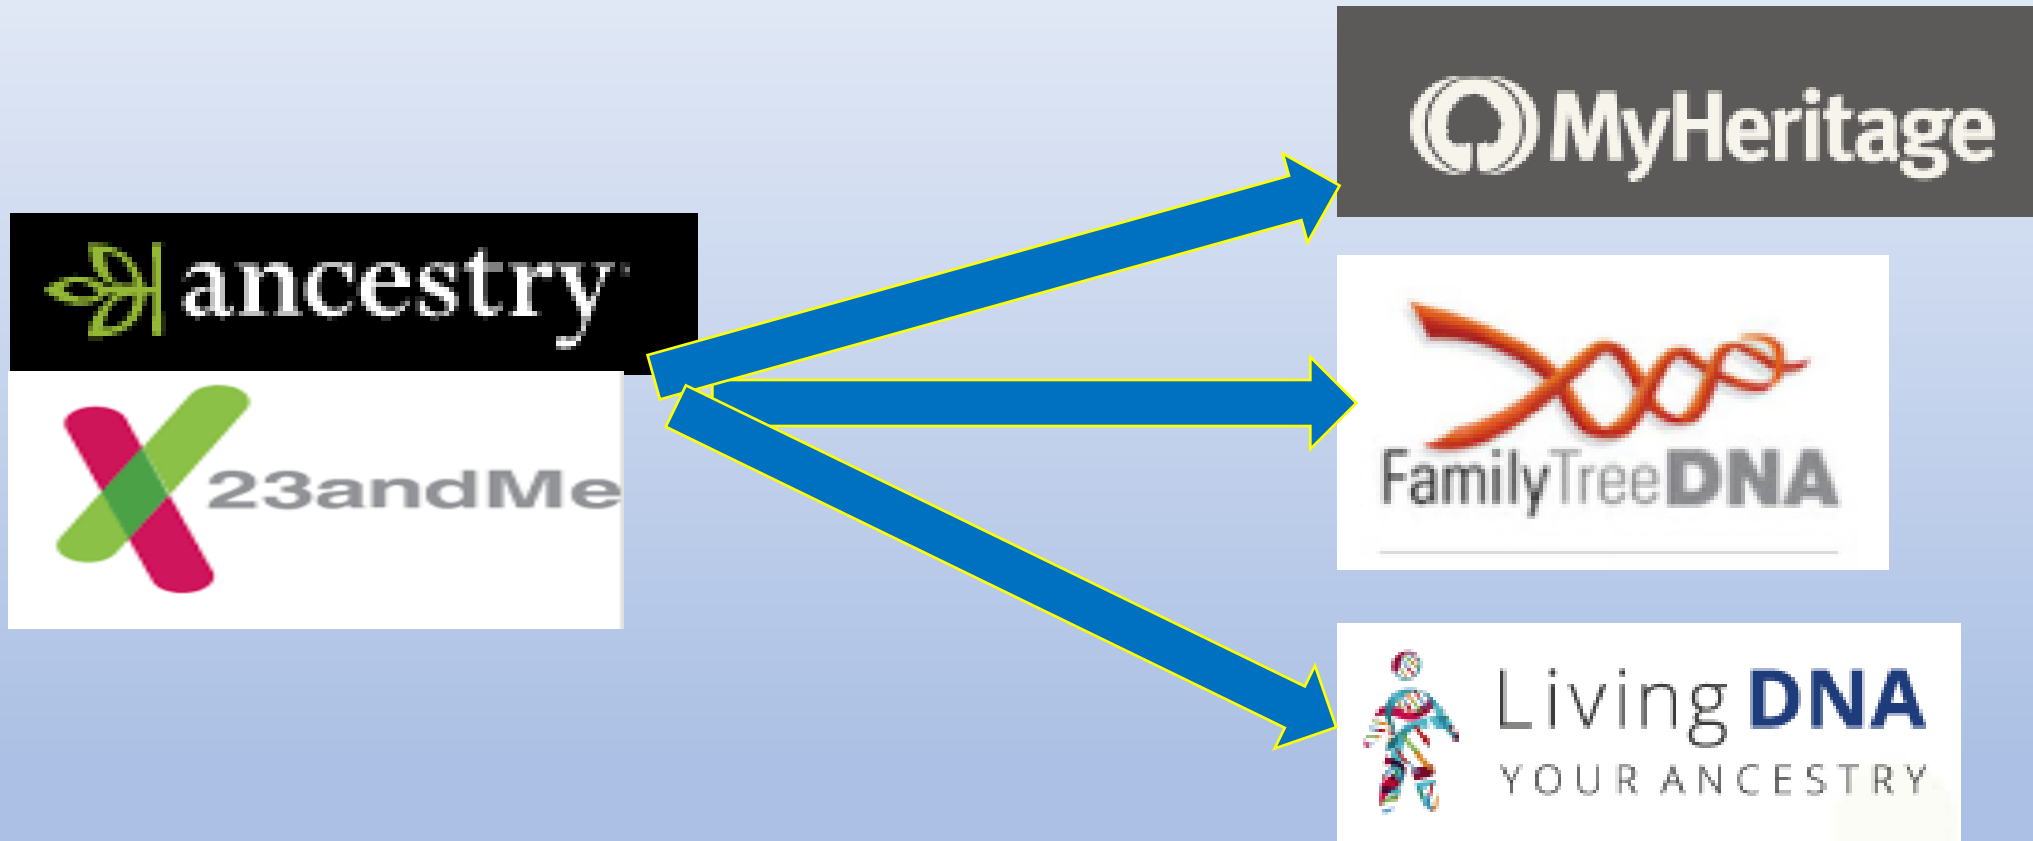 ancestry
23andMe
MyHeritage
FamilyTreeDNA
Living DNA
YOUR ANCESTRY